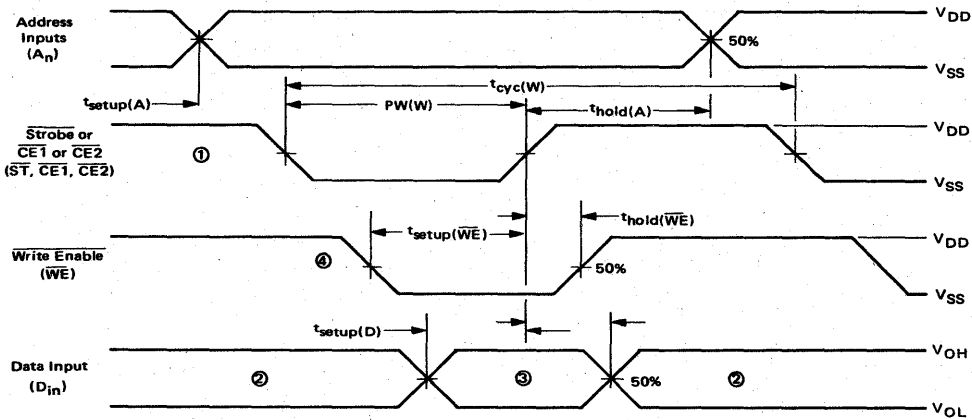 Address
Inputs
(An)
VDD
50%
VSS
tcyc(W)
tsetup(A)
PW(W)
thold(A)
Strobe or
CE1 or CE2
(ST, CE1, CE2)
①
VDD
VSS
tsetup(WE)
thold(WE)
Write Enable
(WE)
④
50%
VDD
VSS
tsetup(D)
Data Input
(Din)
②
③
50%
②
VOH
VOL